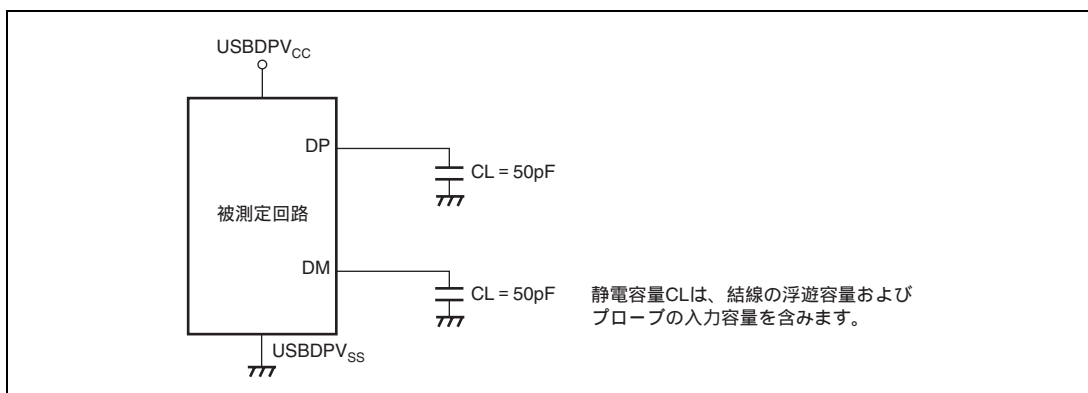 USBDPVCC
DP
CL = 50pF
被測定回路
DM
CL = 50pF
静電容量CLは、結線の浮遊容量および
プローブの入力容量を含みます。
USBDPVSS